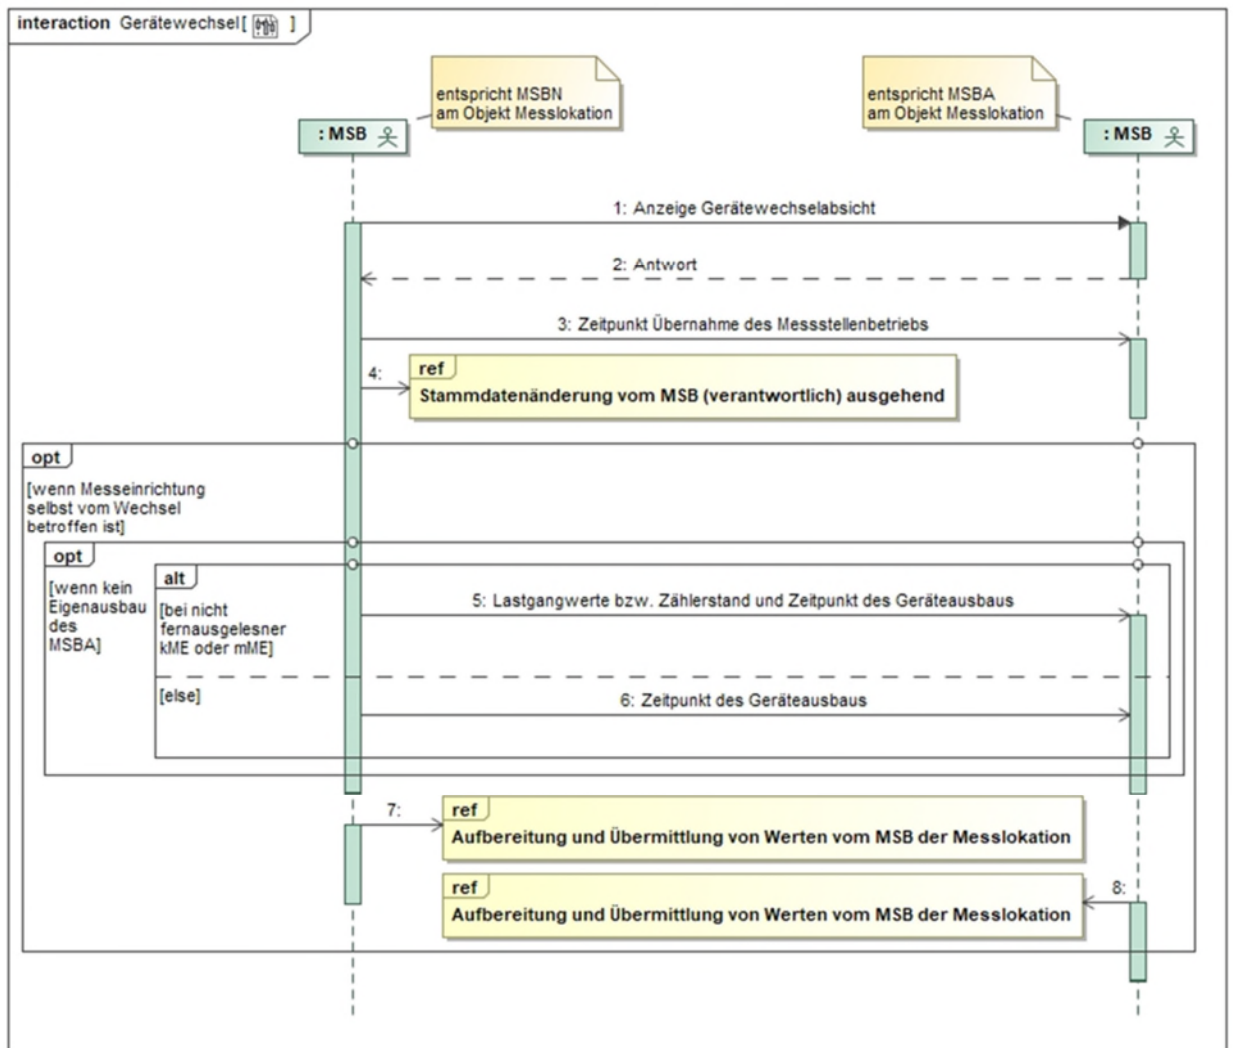 interaction Gerätewechsel[ ]
entspricht MSBN
am Objekt Messlokation
entspricht MSBA
am Objekt Messlokation
: MSB
: MSB
1: Anzeige Gerätewechselabsicht
2: Antwort
3: Zeitpunkt Übernahme des Messstellenbetriebs
4:
ref
Stammdatenänderung vom MSB (verantwortlich) ausgehend
opt
[wenn Messeinrichtung
selbst vom Wechsel
betroffen ist]
opt
[wenn kein
Eigenausbau
des
MSBA]
alt
[bei nicht
fernausgelesner
kME oder mME]
5: Lastgangwerte bzw. Zählerstand und Zeitpunkt des Geräteausbaus
[else]
6: Zeitpunkt des Geräteausbaus
7:
ref
Aufbereitung und Übermittlung von Werten vom MSB der Messlokation
ref
Aufbereitung und Übermittlung von Werten vom MSB der Messlokation
8: